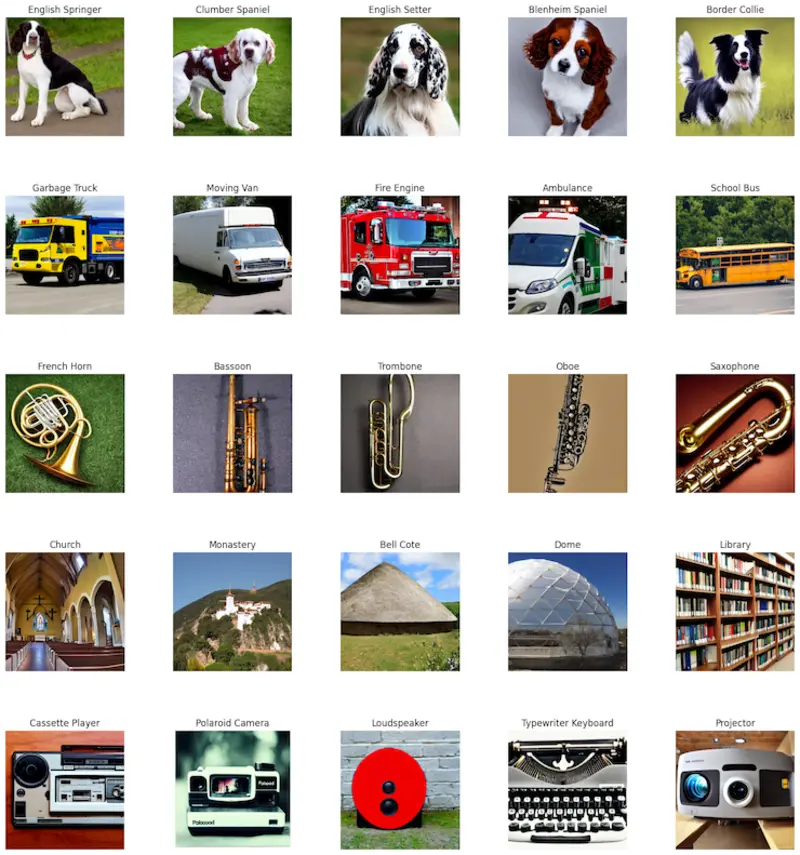 English Springer
Clumber Spaniel
English Setter
Blenheim Spaniel
Border Collie
Garbage Truck
Moving Van
Fire Engine
Ambulance
School Bus
French Horn
Bassoon
Trombone
Oboe
Saxophone
Church
Monastery
Bell Cote
Dome
Library
Cassette Player
Polaroid Camera
Loudspeaker
Typewriter Keyboard
Projector